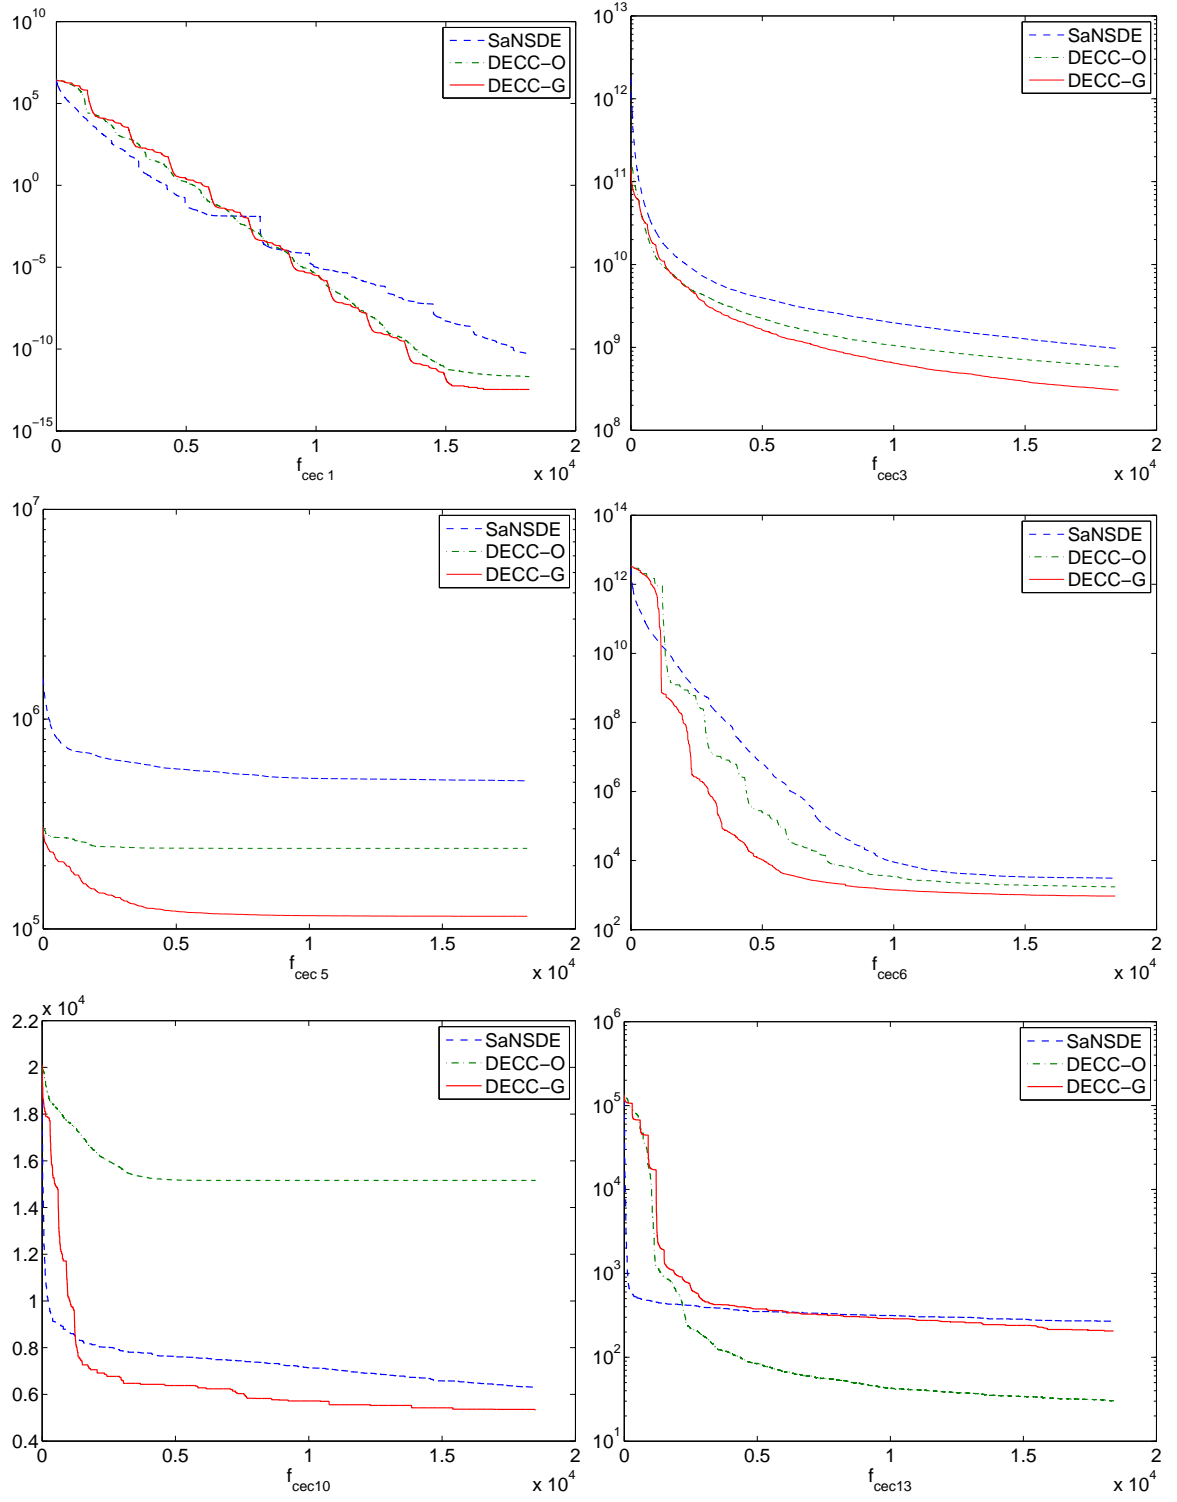 10^10
10^5
10^0
10^−5
10^−10
10^−15
SaNSDE
DECC−O
DECC−G
0 0.5 1 1.5 2
x 10^4
f_cec 1
10^13
10^12
10^11
10^10
10^9
10^8
SaNSDE
DECC−O
DECC−G
0 0.5 1 1.5 2
x 10^4
f_cec3
10^7
10^6
10^5
SaNSDE
DECC−O
DECC−G
0 0.5 1 1.5 2
x 10^4
f_cec 5
10^14
10^12
10^10
10^8
10^6
10^4
10^2
SaNSDE
DECC−O
DECC−G
0 0.5 1 1.5 2
x 10^4
f_cec6
x 10^4
2.2
2
1.8
1.6
1.4
1.2
1
0.8
0.6
0.4
SaNSDE
DECC−O
DECC−G
0 0.5 1 1.5 2
x 10^4
f_cec10
10^6
10^5
10^4
10^3
10^2
10^1
SaNSDE
DECC−O
DECC−G
0 0.5 1 1.5 2
x 10^4
f_cec13